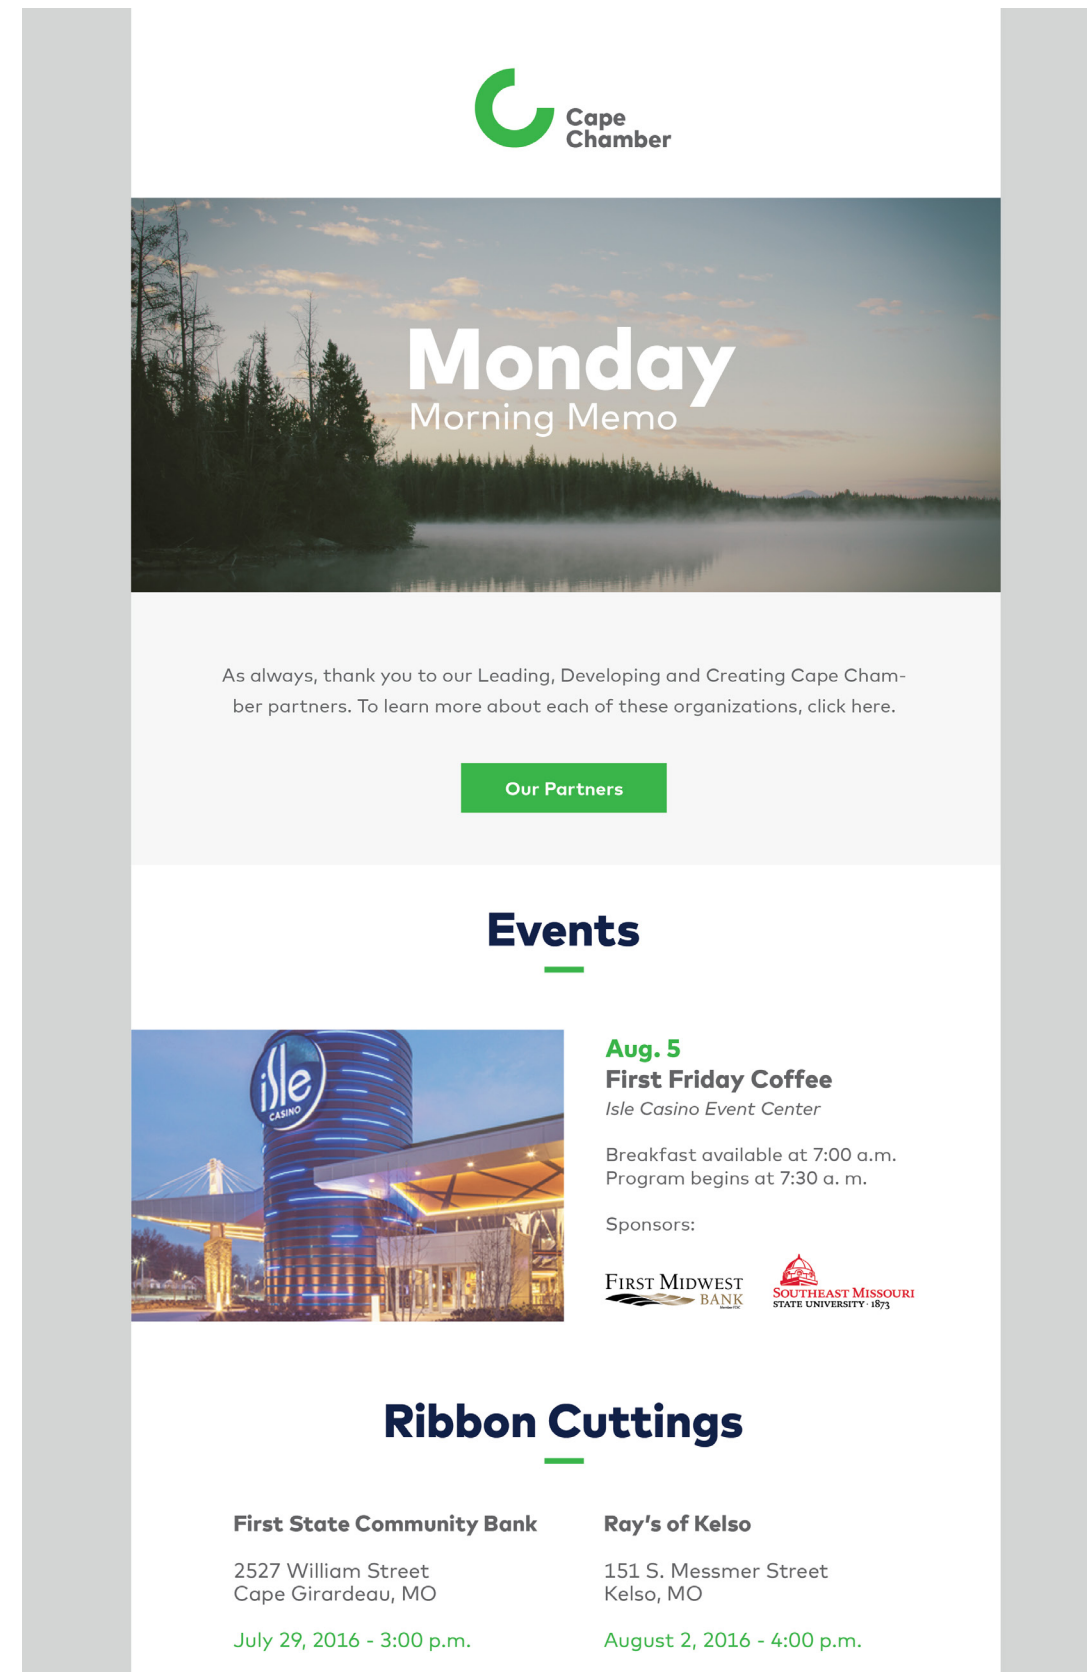 Cape
Chamber
Monday
Morning Memo
As always, thank you to our Leading, Developing and Creating Cape Cham-
ber partners. To learn more about each of these organizations, click here.
Our Partners
Events
isle
CASINO
Aug. 5
First Friday Coffee
Isle Casino Event Center
Breakfast available at 7:00 a.m.
Program begins at 7:30 a. m.
Sponsors:
FIRST MIDWEST
BANK
SOUTHEAST MISSOURI
STATE UNIVERSITY · 1873
Ribbon Cuttings
First State Community Bank
2527 William Street
Cape Girardeau, MO
July 29, 2016 - 3:00 p.m.
Ray's of Kelso
151 S. Messmer Street
Kelso, MO
August 2, 2016 - 4:00 p.m.